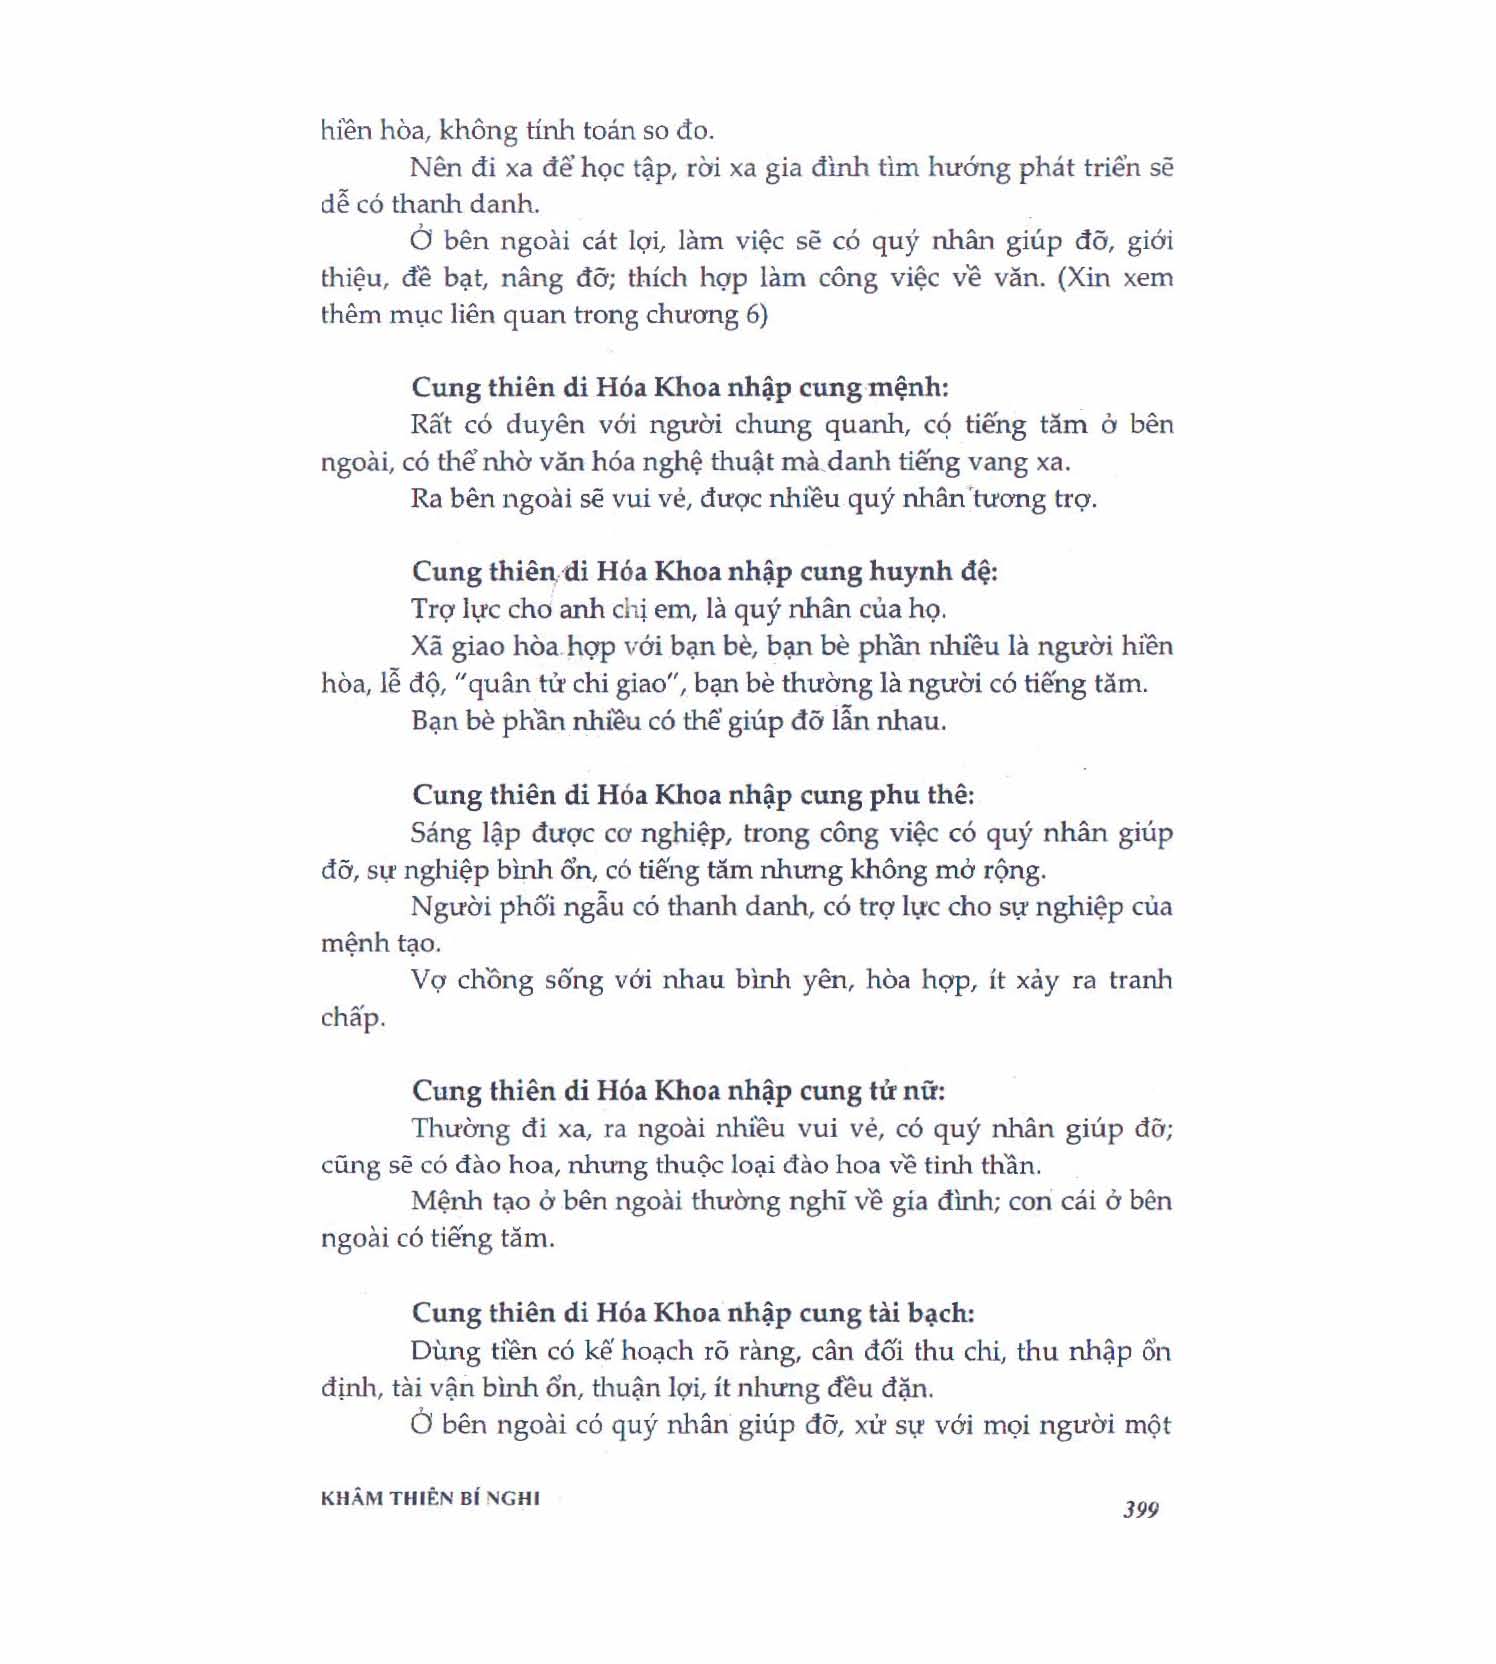 hiền hòa, không tính toán so đo.
Nên đi xa để học tập, rời xa gia đình tìm hướng phát triển sẽ
dễ có thanh danh.
Ở bên ngoài cát lợi, làm việc sẽ có quý nhân giúp đỡ, giới
thiệu, đề bạt, nâng đỡ; thích hợp làm công việc về văn. (Xin xem
thêm mục liên quan trong chương 6)
Cung thiên di Hóa Khoa nhập cung mệnh:
Rất có duyên với người chung quanh, có tiếng tăm ở bên
ngoài, có thể nhờ văn hóa nghệ thuật mà danh tiếng vang xa.
Ra bên ngoài sẽ vui vẻ, được nhiều quý nhân tương trợ.
Cung thiên di Hóa Khoa nhập cung huynh đệ:
Trợ lực cho anh chị em, là quý nhân của họ.
Xã giao hòa hợp với bạn bè, bạn bè phần nhiều là người hiền
hòa, lễ độ, "quân tử chi giao", bạn bè thường là người có tiếng tăm.
Bạn bè phần nhiều có thể giúp đỡ lẫn nhau.
Cung thiên di Hóa Khoa nhập cung phu thê:
Sáng lập được cơ nghiệp, trong công việc có quý nhân giúp
đỡ, sự nghiệp bình ổn, có tiếng tăm nhưng không mở rộng.
Người phối ngẫu có thanh danh, có trợ lực cho sự nghiệp của
mệnh tạo.
Vợ chồng sống với nhau bình yên, hòa hợp, ít xảy ra tranh
chấp.
Cung thiên di Hóa Khoa nhập cung tử nữ:
Thường đi xa, ra ngoài nhiều vui vẻ, có quý nhân giúp đỡ;
cũng sẽ có đào hoa, nhưng thuộc loại đào hoa về tinh thần.
Mệnh tạo ở bên ngoài thường nghĩ về gia đình; con cái ở bên
ngoài có tiếng tăm.
Cung thiên di Hóa Khoa nhập cung tài bạch:
Dùng tiền có kế hoạch rõ ràng, cân đối thu chi, thu nhập ổn
định, tài vận bình ổn, thuận lợi, ít nhưng đều đặn.
Ở bên ngoài có quý nhân giúp đỡ, xử sự với mọi người một
KHÂM THIÊN BÍ NGHI
399